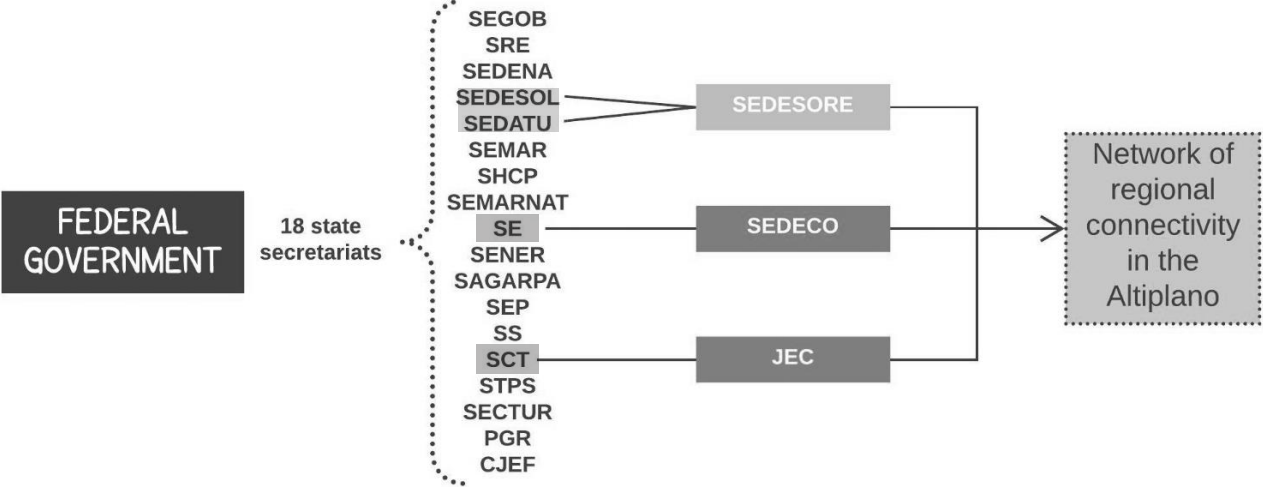 FEDERAL
GOVERNMENT
18 state
secretariats
SEGOB
SRE
SEDENA
SEDESOL
SEDATU
SEMAR
SHCP
SEMARNAT
SE
SENER
SAGARPA
SEP
SS
SCT
STPS
SECTUR
PGR
CJEF
SEDESORE
SEDECO
JEC
Network of
regional
connectivity
in the
Altiplano